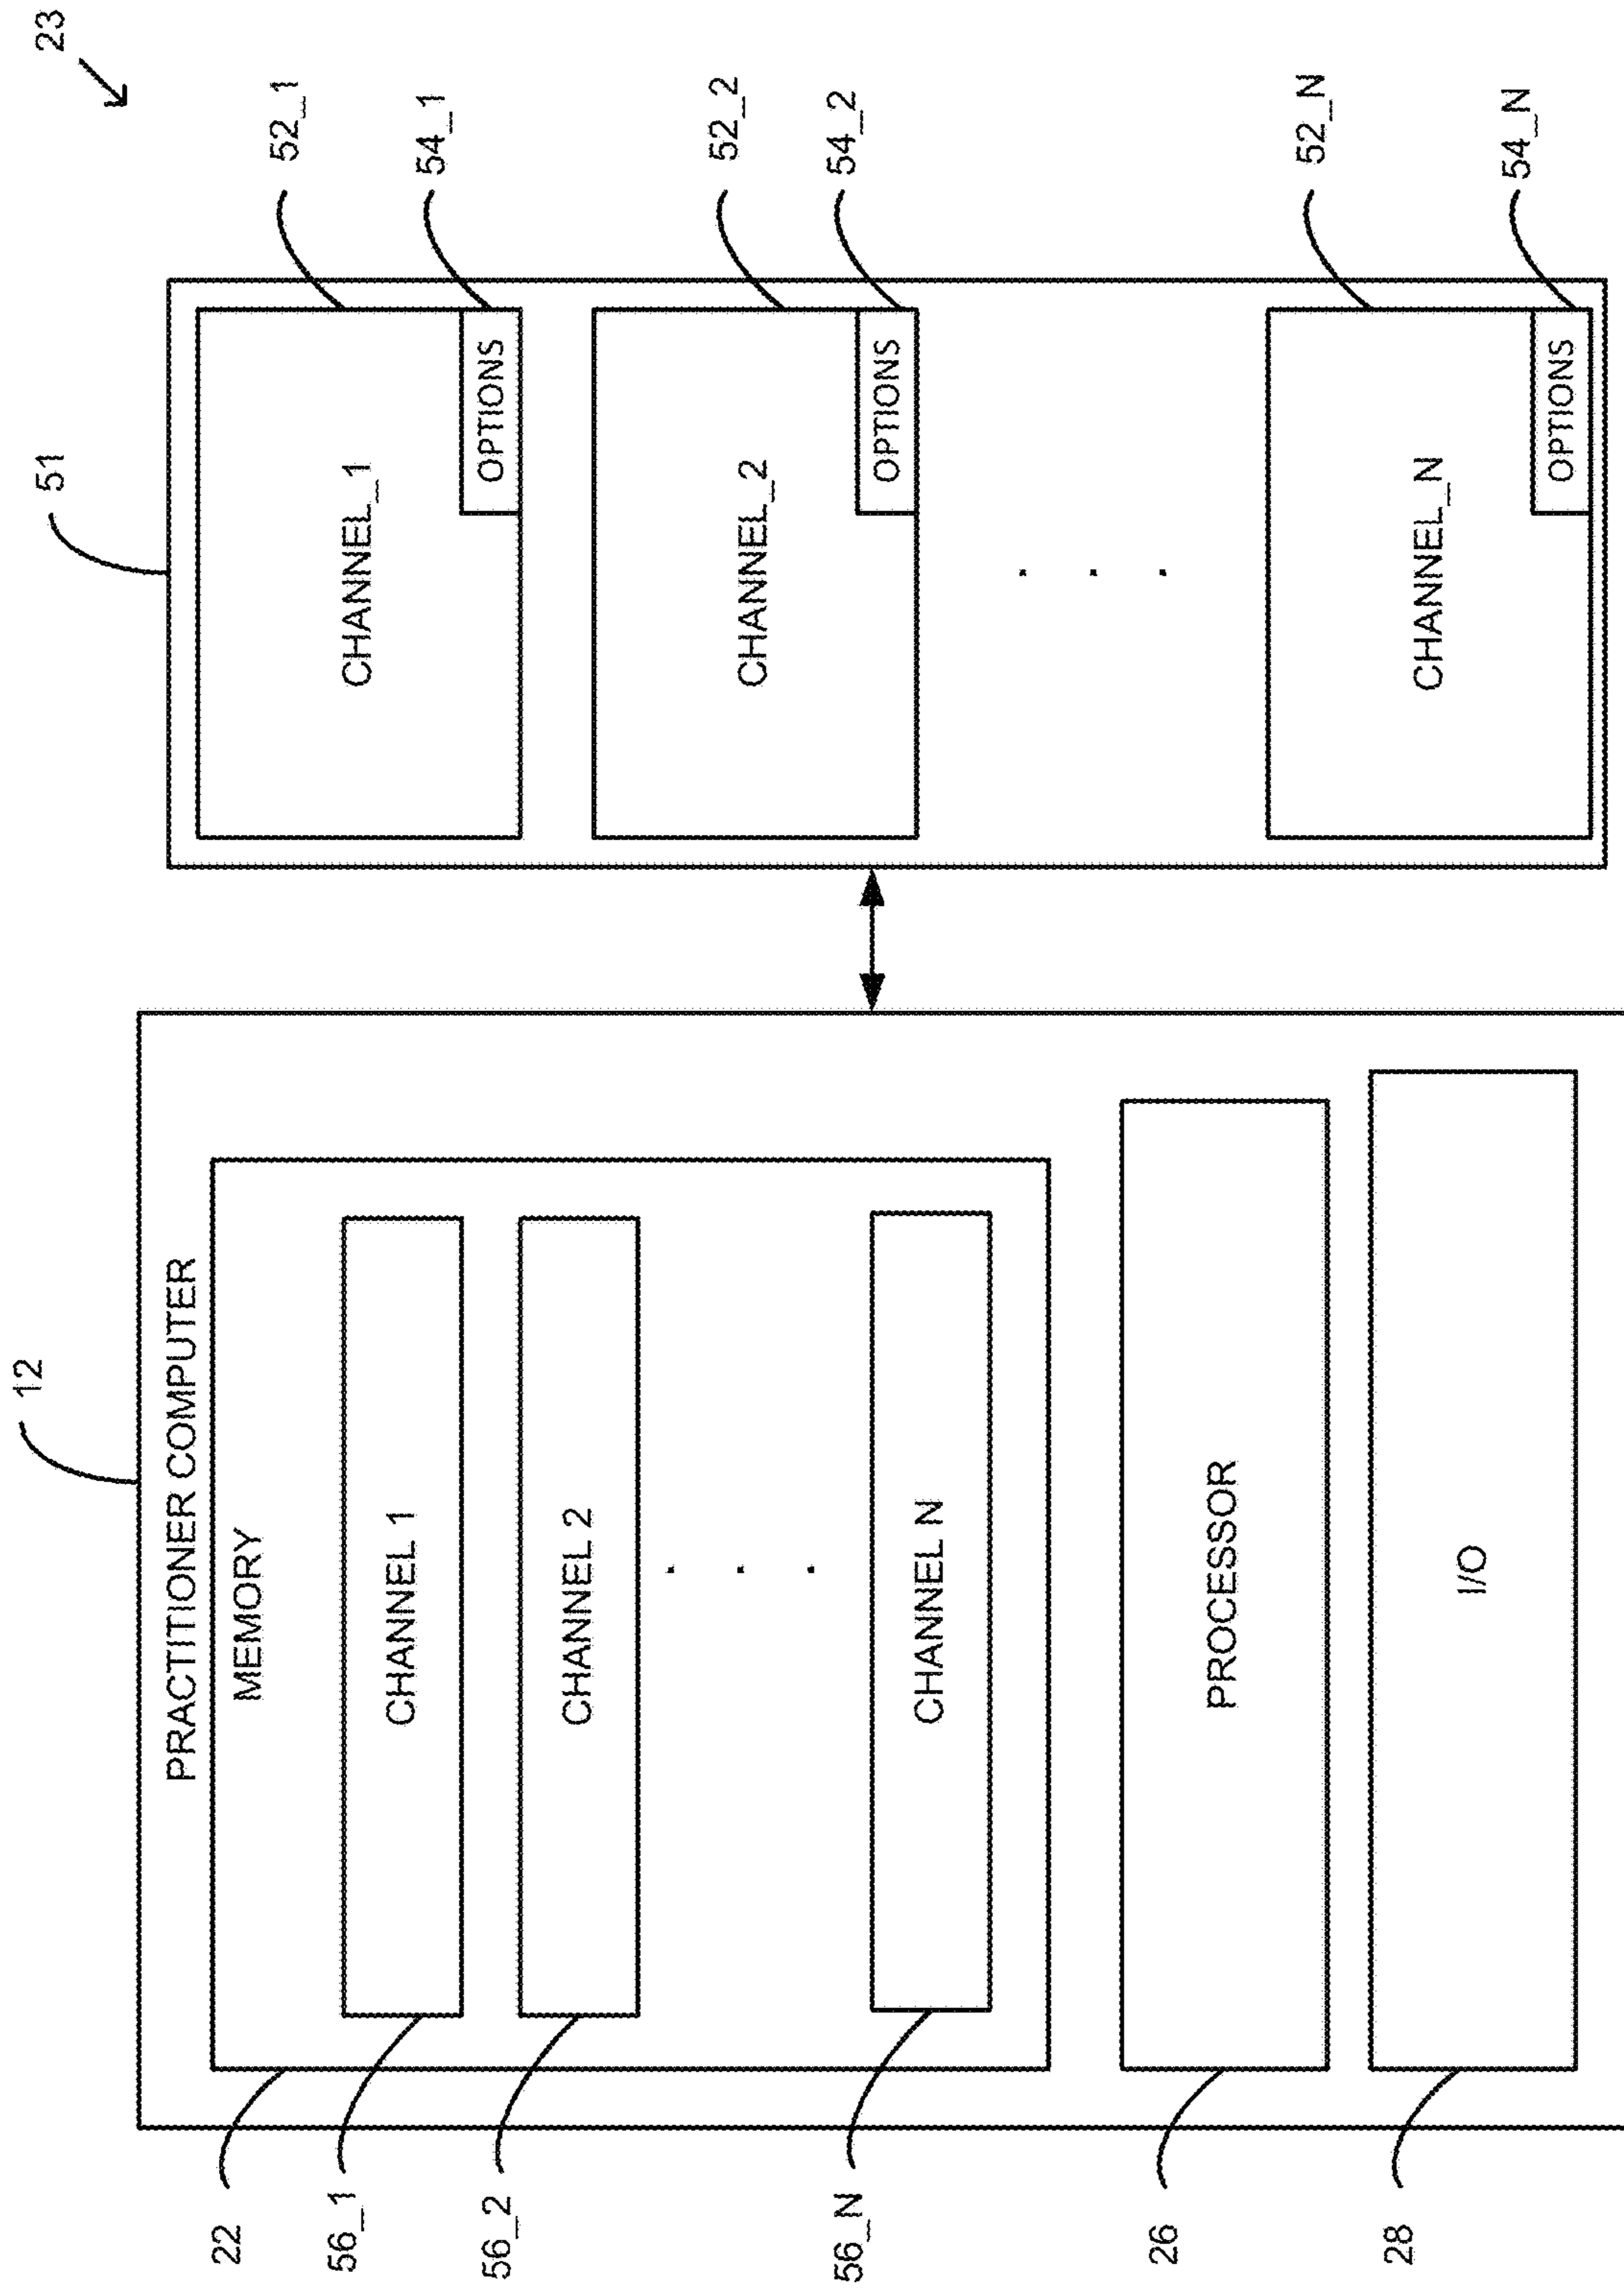 23
12
51
PRACTITIONER COMPUTER
MEMORY
22
CHANNEL 1
56_1
CHANNEL 2
56_2
.
.
.
CHANNEL N
56_N
PROCESSOR
26
I/O
28
CHANNEL_1
52_1
OPTIONS
54_1
CHANNEL_2
52_2
OPTIONS
54_2
.
.
.
CHANNEL_N
52_N
OPTIONS
54_N